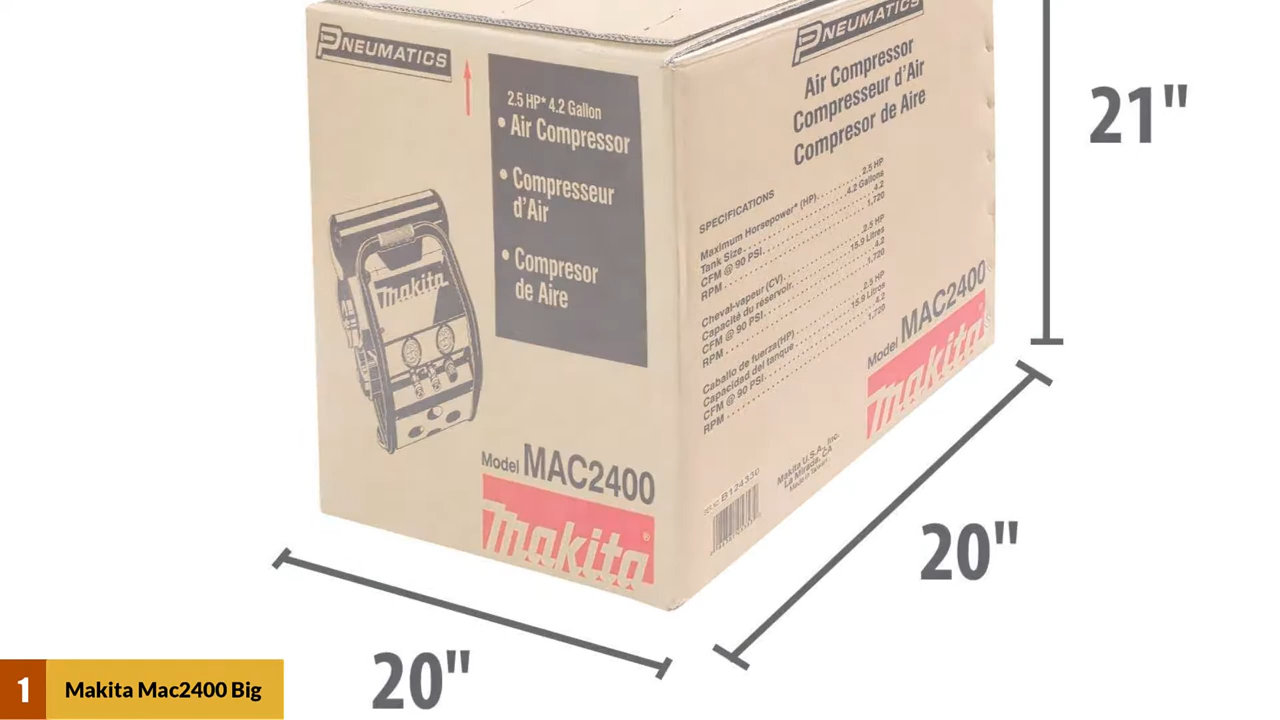 PNEUMATICS
2.5 HP* 4.2 Gallon
• Air Compressor
• Compresseur
d'Air
• Compresor
de Aire
Makita
Model MAC2400
Makita®
PNEUMATICS
Air Compressor
Compresseur d'Air
Compresor de Aire
SPECIFICATIONS
Maximum Horsepower* (HP) 2.5 HP
Tank Size 4.2 Gallons
CFM @ 90 PSI 4.2
RPM 1,720
Cheval-vapeur (CV) 2.5 HP
Capacité du réservoir 15.9 Litres
CFM @ 90 PSI 4.2
RPM 1,720
Caballo de fuerza(HP) 2.5 HP
Capacidad del tanque 15.9 Litros
CFM @ 90 PSI 4.2
RPM 1,720
Model MAC2400
Makita®
Makita U.S.A., Inc.
La Mirada, CA
Made in Taiwan
21"
20"
20"
1 Makita Mac2400 Big